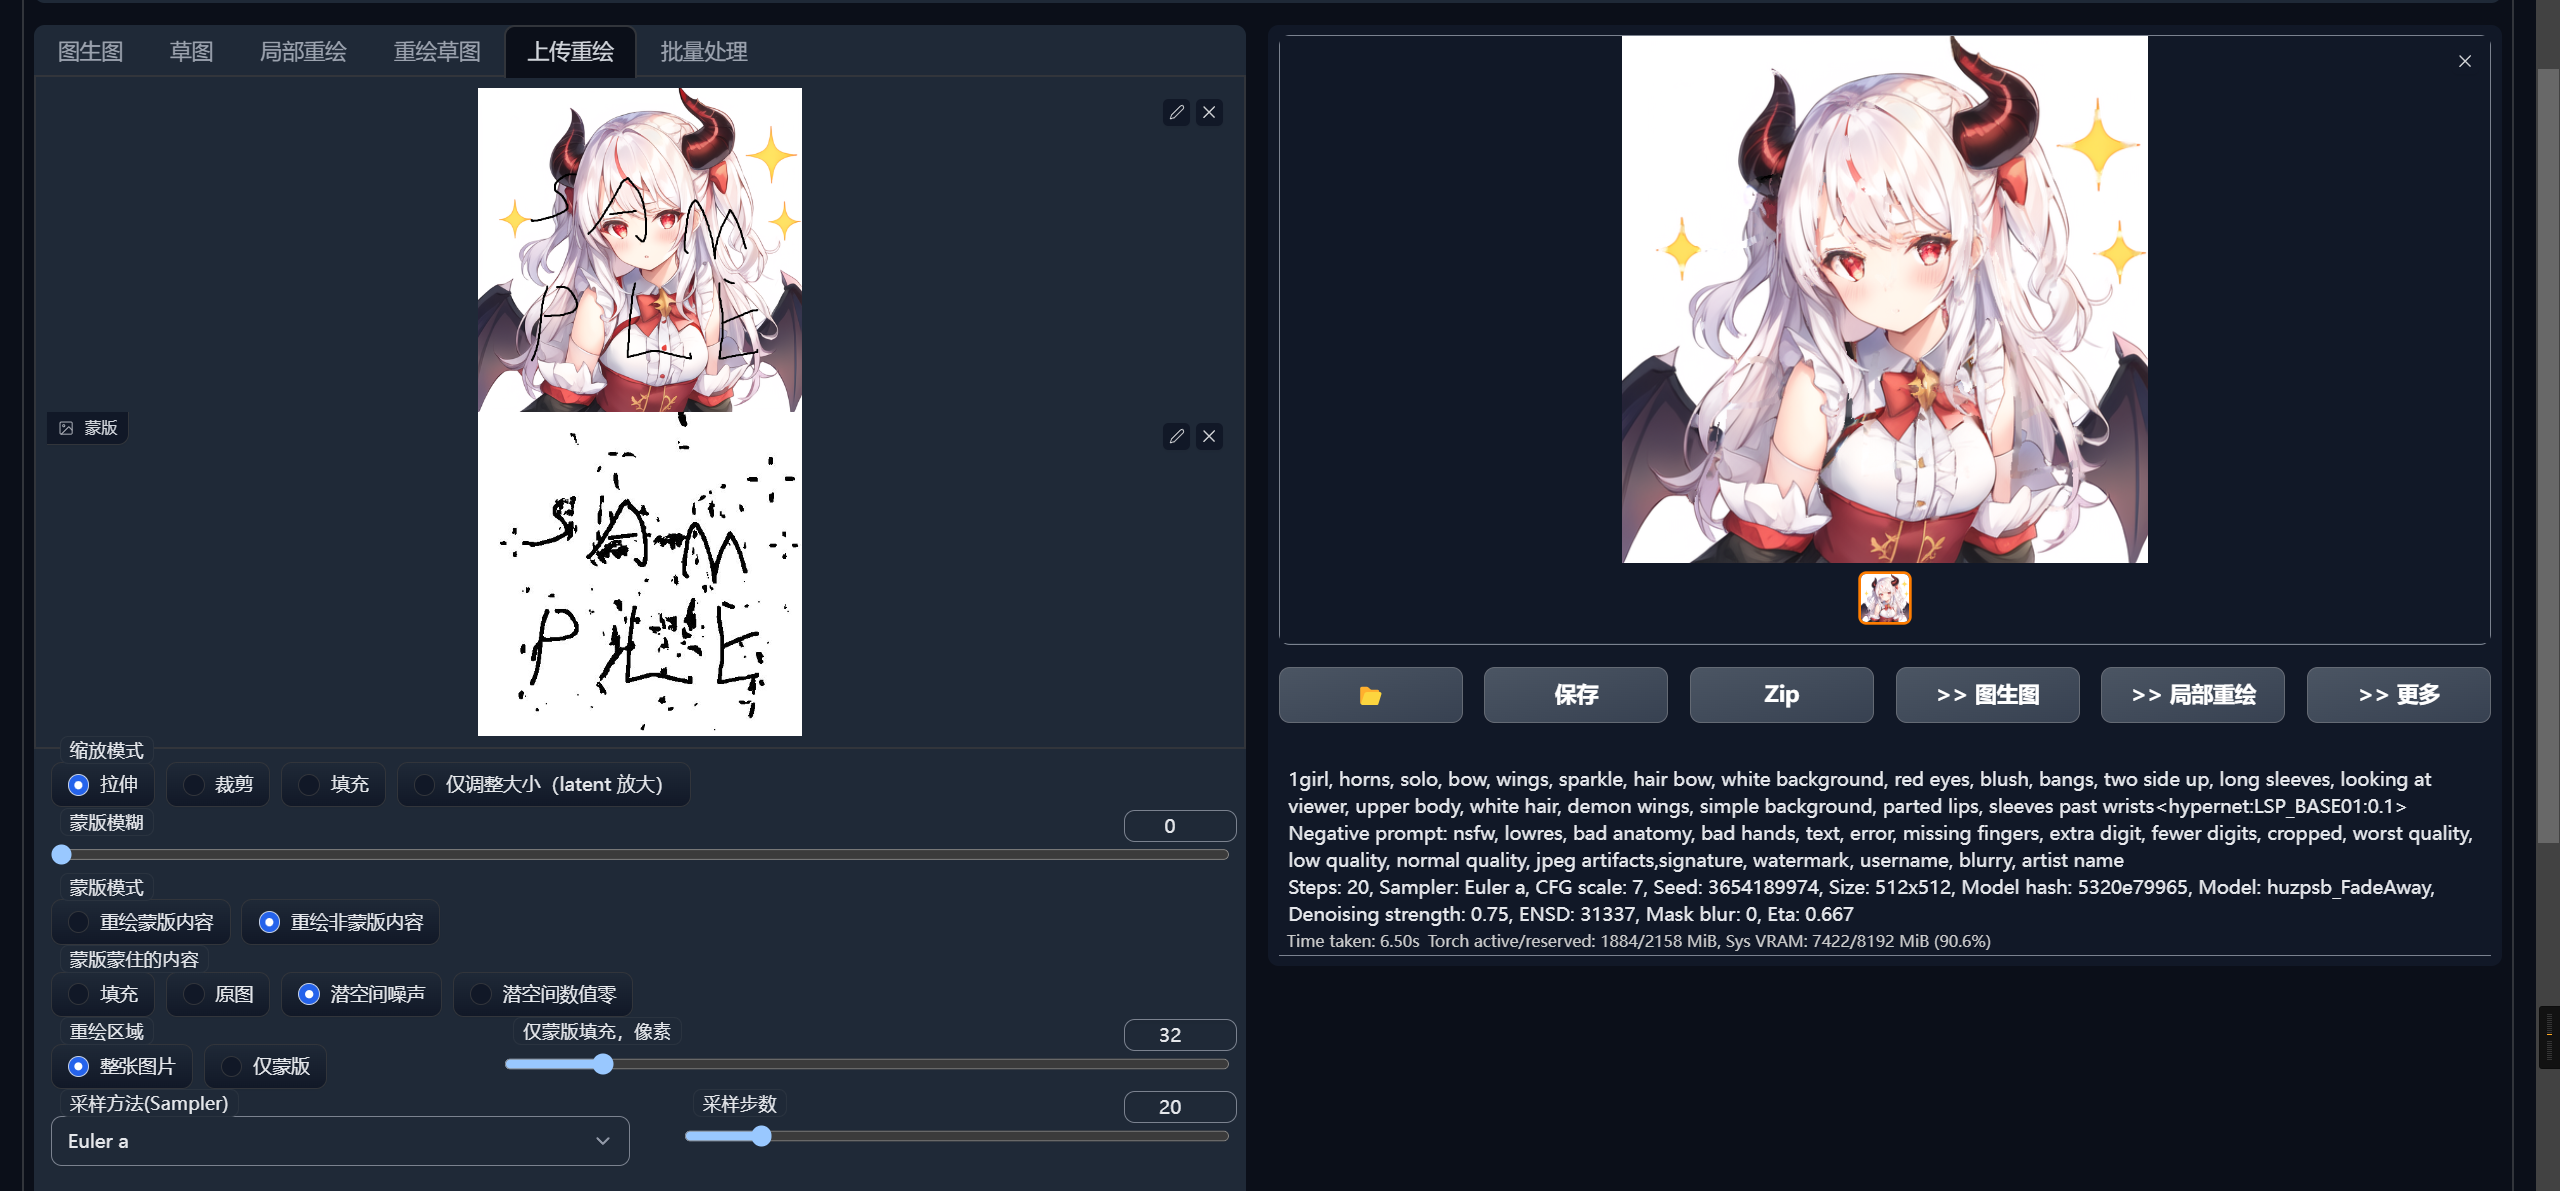 图生图 草图 局部重绘 重绘草图 上传重绘 批量处理
SAM
PLE
蒙版
SAM
PLE
缩放模式
拉伸 裁剪 填充 仅调整大小（latent 放大）
蒙版模糊 0
蒙版模式
重绘蒙版内容 重绘非蒙版内容
蒙版蒙住的内容
填充 原图 潜空间噪声 潜空间数值零
重绘区域 仅蒙版填充，像素 32
整张图片 仅蒙版
采样方法(Sampler) 采样步数 20
Euler a
保存 Zip >> 图生图 >> 局部重绘 >> 更多
1girl, horns, solo, bow, wings, sparkle, hair bow, white background, red eyes, blush, bangs, two side up, long sleeves, looking at
viewer, upper body, white hair, demon wings, simple background, parted lips, sleeves past wrists<hypernet:LSP_BASE01:0.1>
Negative prompt: nsfw, lowres, bad anatomy, bad hands, text, error, missing fingers, extra digit, fewer digits, cropped, worst quality,
low quality, normal quality, jpeg artifacts,signature, watermark, username, blurry, artist name
Steps: 20, Sampler: Euler a, CFG scale: 7, Seed: 3654189974, Size: 512x512, Model hash: 5320e79965, Model: huzpsb_FadeAway,
Denoising strength: 0.75, ENSD: 31337, Mask blur: 0, Eta: 0.667
Time taken: 6.50s Torch active/reserved: 1884/2158 MiB, Sys VRAM: 7422/8192 MiB (90.6%)